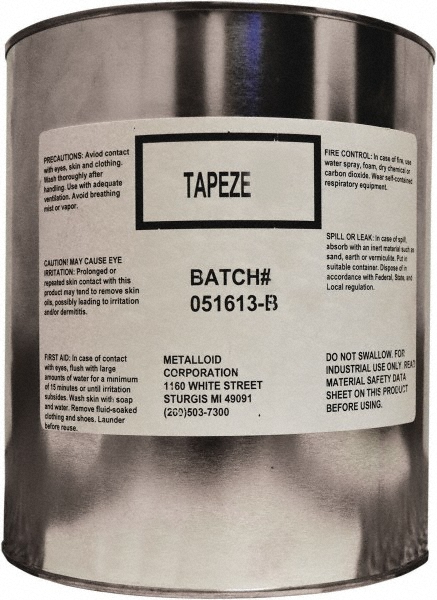 PRECAUTIONS: Aviod contact
with eyes, skin and clothing.
Wash thoroughly after
handling. Use with adequate
ventilation. Avoid breathing
mist or vapor.
CAUTION! MAY CAUSE EYE
IRRITATION: Prolonged or
repeated skin contact with this
product may tend to remove skin
oils, possibly leading to irritation
and/or dermititis.
FIRST AID: In case of contact
with eyes, flush with large
amounts of water for a minimum
of 15 minutes or until irritation
subsides. Wash skin with soap
and water. Remove fluid-soaked
clothing and shoes. Launder
before reuse.
TAPEZE
BATCH#
051613-B
METALLOID
CORPORATION
1160 WHITE STREET
STURGIS MI 49091
(269)503-7300
FIRE CONTROL: In case of fire, use
water spray, foam, dry chemical or
carbon dioxide. Wear self-contained
respiratory equipment.
SPILL OR LEAK: In case of spill,
absorb with an inert material such as
sand, earth or vermiculite. Put in
suitable container. Dispose of in
accordance with Federal, State, and
Local regulation.
DO NOT SWALLOW. FOR
INDUSTRIAL USE ONLY. READ
MATERIAL SAFETY DATA
SHEET ON THIS PRODUCT
BEFORE USING.